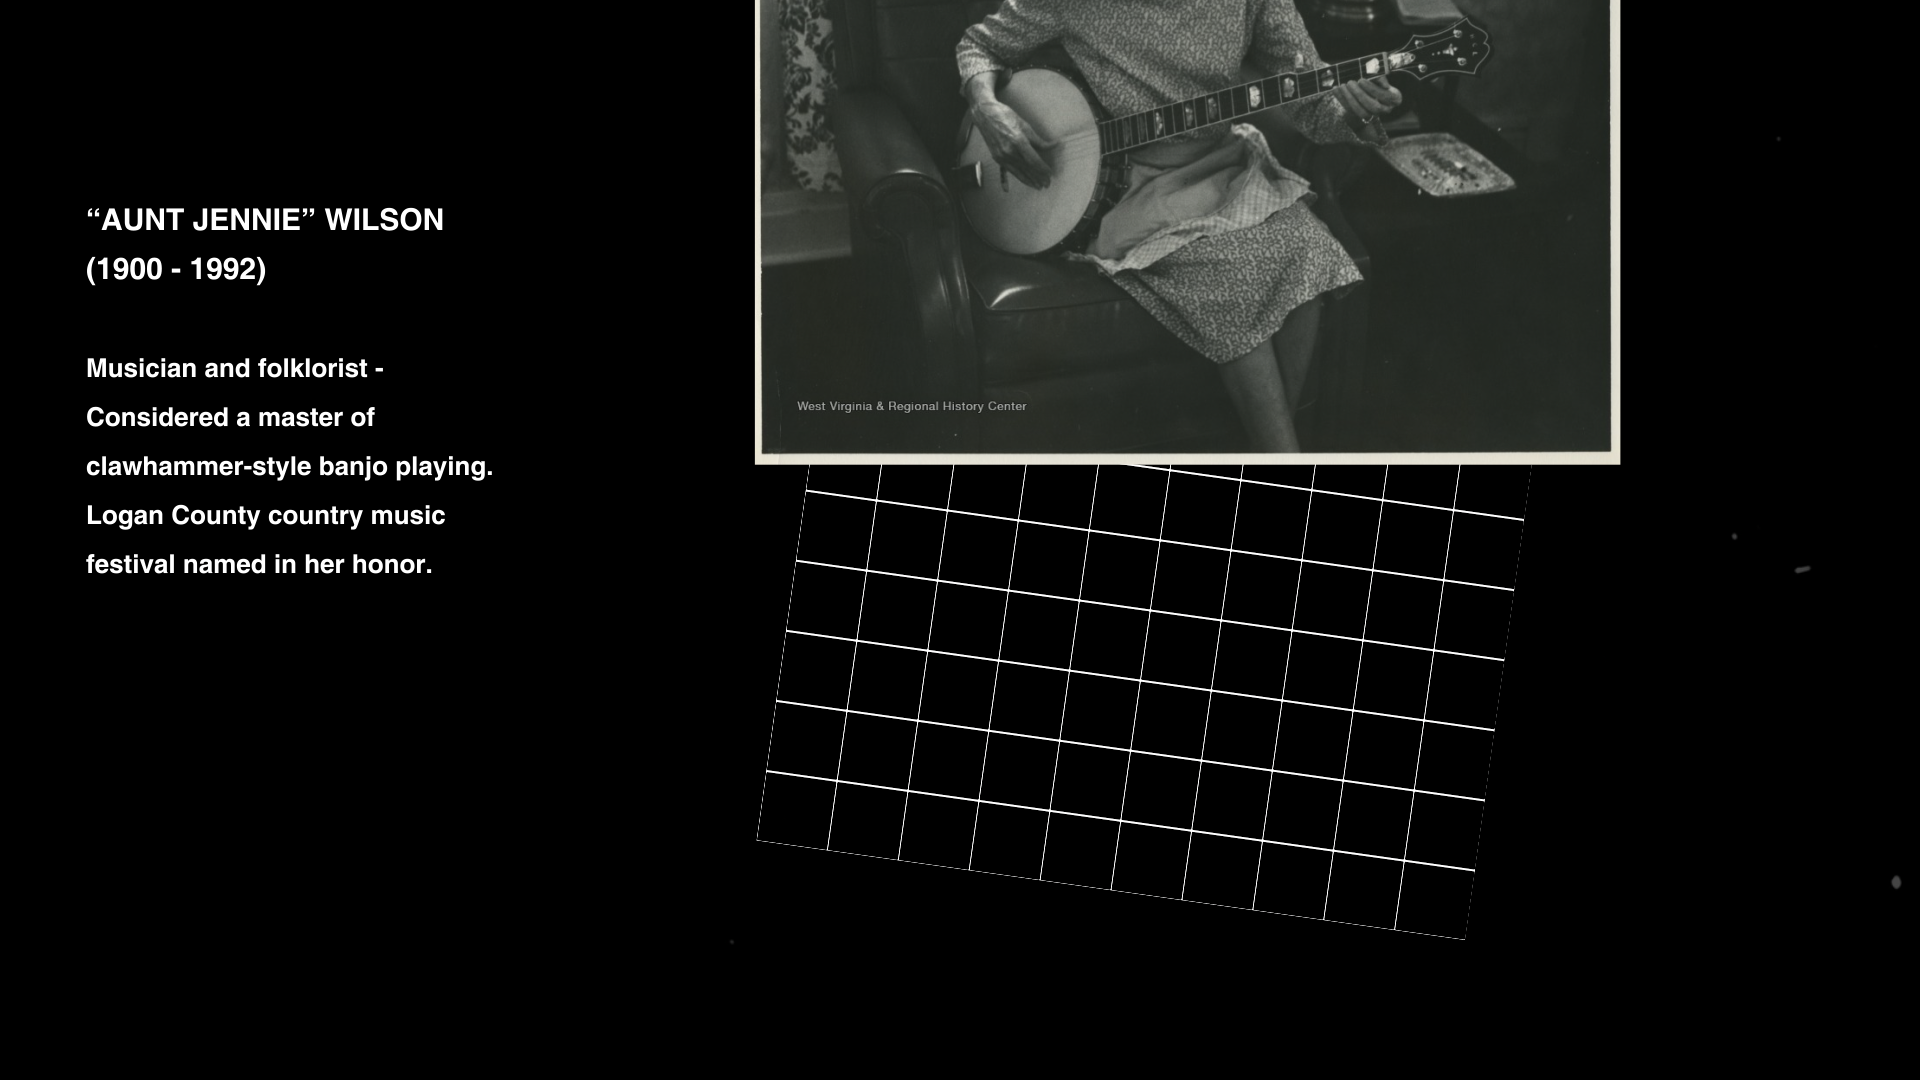 “AUNT JENNIE” WILSON
(1900 - 1992)
Musician and folklorist -
Considered a master of
clawhammer-style banjo playing.
Logan County country music
festival named in her honor.
West Virginia & Regional History Center